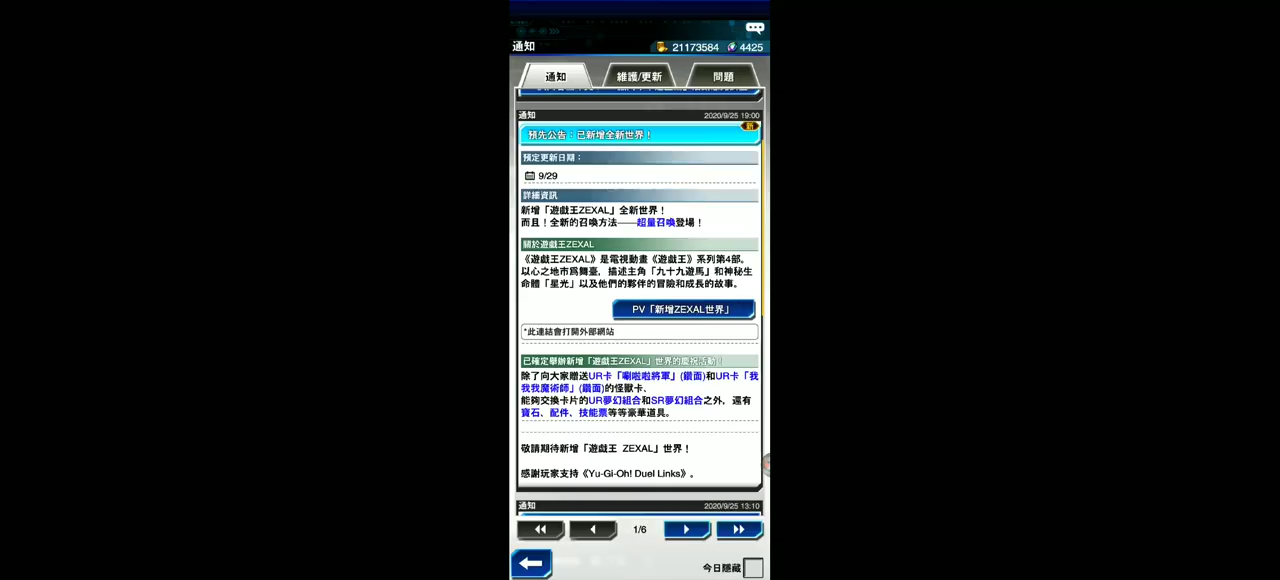 通知
21173584
4425
通知
維護/更新
問題
通知
2020/9/25 19:00
新
預先公告：已新增全新世界！
預定更新日期：
9/29
詳細資訊
新增「遊戲王ZEXAL」全新世界！
而且！全新的召喚方法——超量召喚登場！
關於遊戲王ZEXAL
《遊戲王ZEXAL》是電視動畫《遊戲王》系列第4部。
以心之地市爲舞臺，描述主角「九十九遊馬」和神秘生
命體「星光」以及他們的夥伴的冒險和成長的故事。
PV「新增ZEXAL世界」
*此連結會打開外部網站
已確定舉辦新增「遊戲王ZEXAL」世界的慶祝活動！
除了向大家贈送UR卡「唰啦啦將軍」(鑽面)和UR卡「我
我我魔術師」(鑽面)的怪獸卡、
能夠交換卡片的UR夢幻組合和SR夢幻組合之外，還有
寶石、配件、技能票等等豪華道具。
敬請期待新增「遊戲王 ZEXAL」世界！
感謝玩家支持《Yu-Gi-Oh! Duel Links》。
通知
2020/9/25 13:10
1/6
今日隱藏